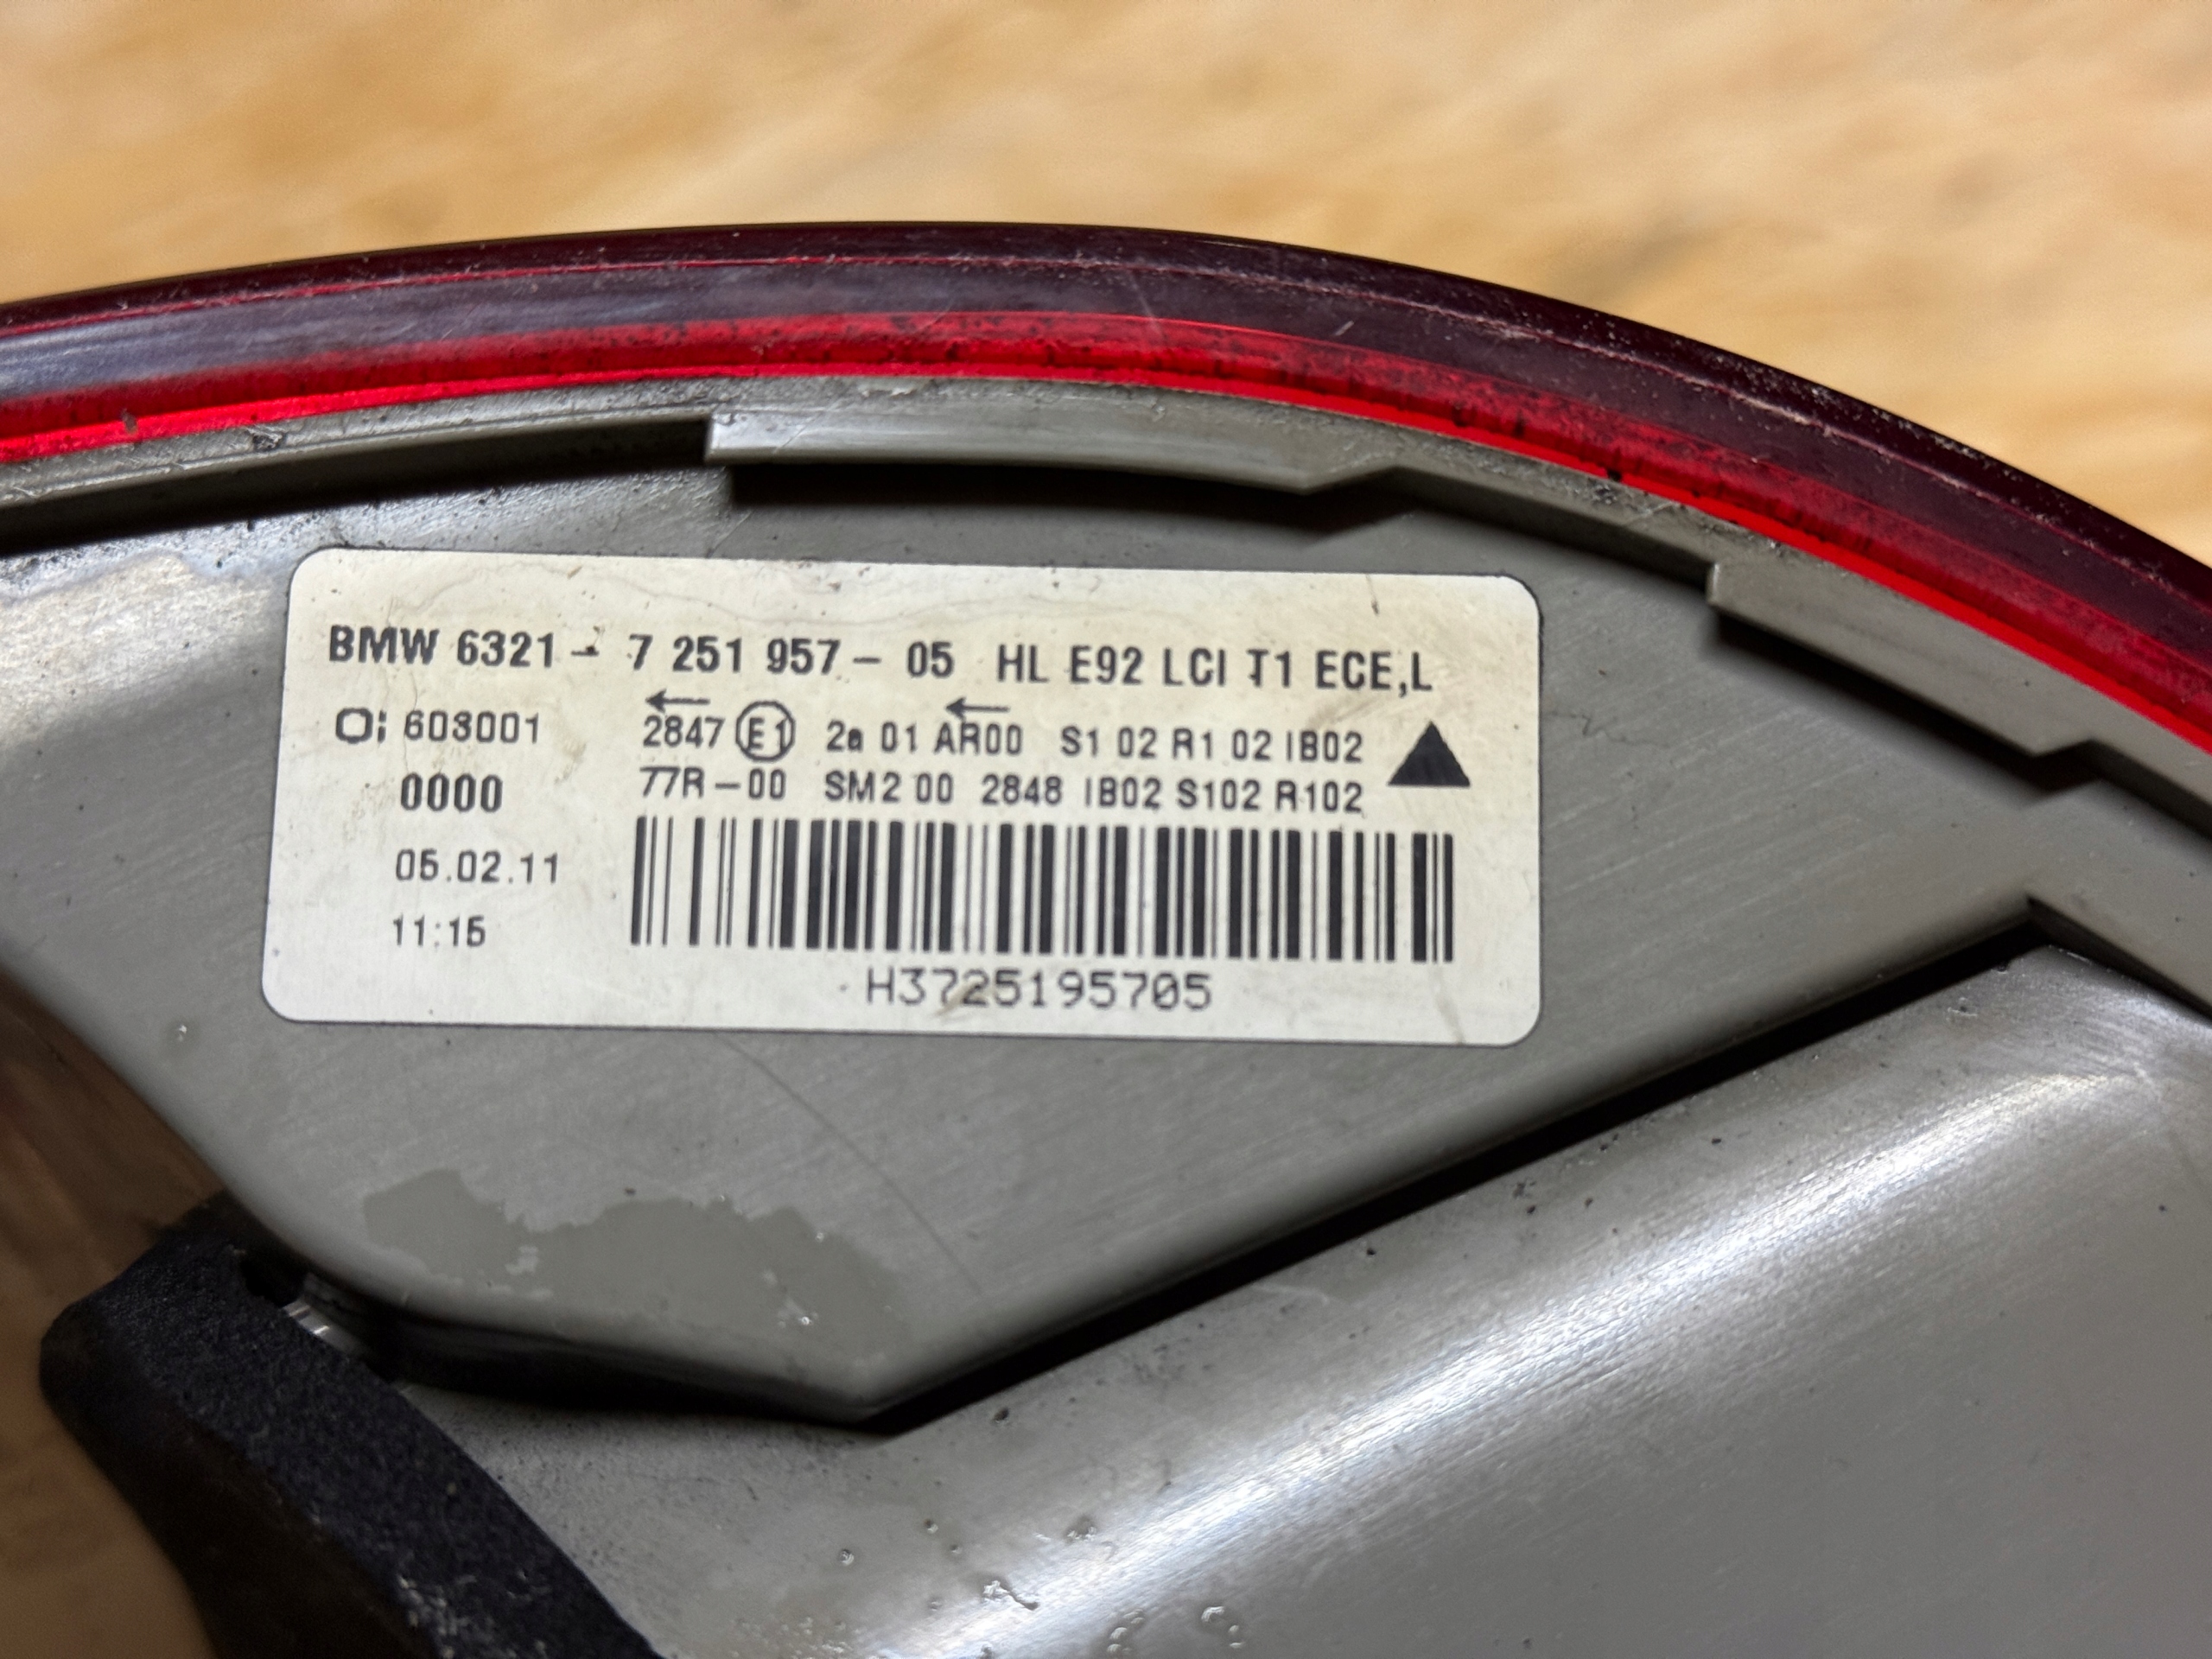 BMW 6321- 7 251 957- 05 HL E92 LCI T1 ECE,L
O; 603001 2847 E1 2a 01 AR00 S1 02 R1 02 IB02
0000 77R-00 SM2 00 2848 IB02 S102 R102
05.02.11
11:15
H3725195705